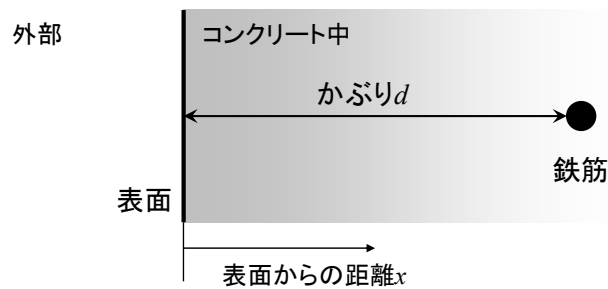 外部
コンクリート中
かぶりd
鉄筋
表面
表面からの距離x